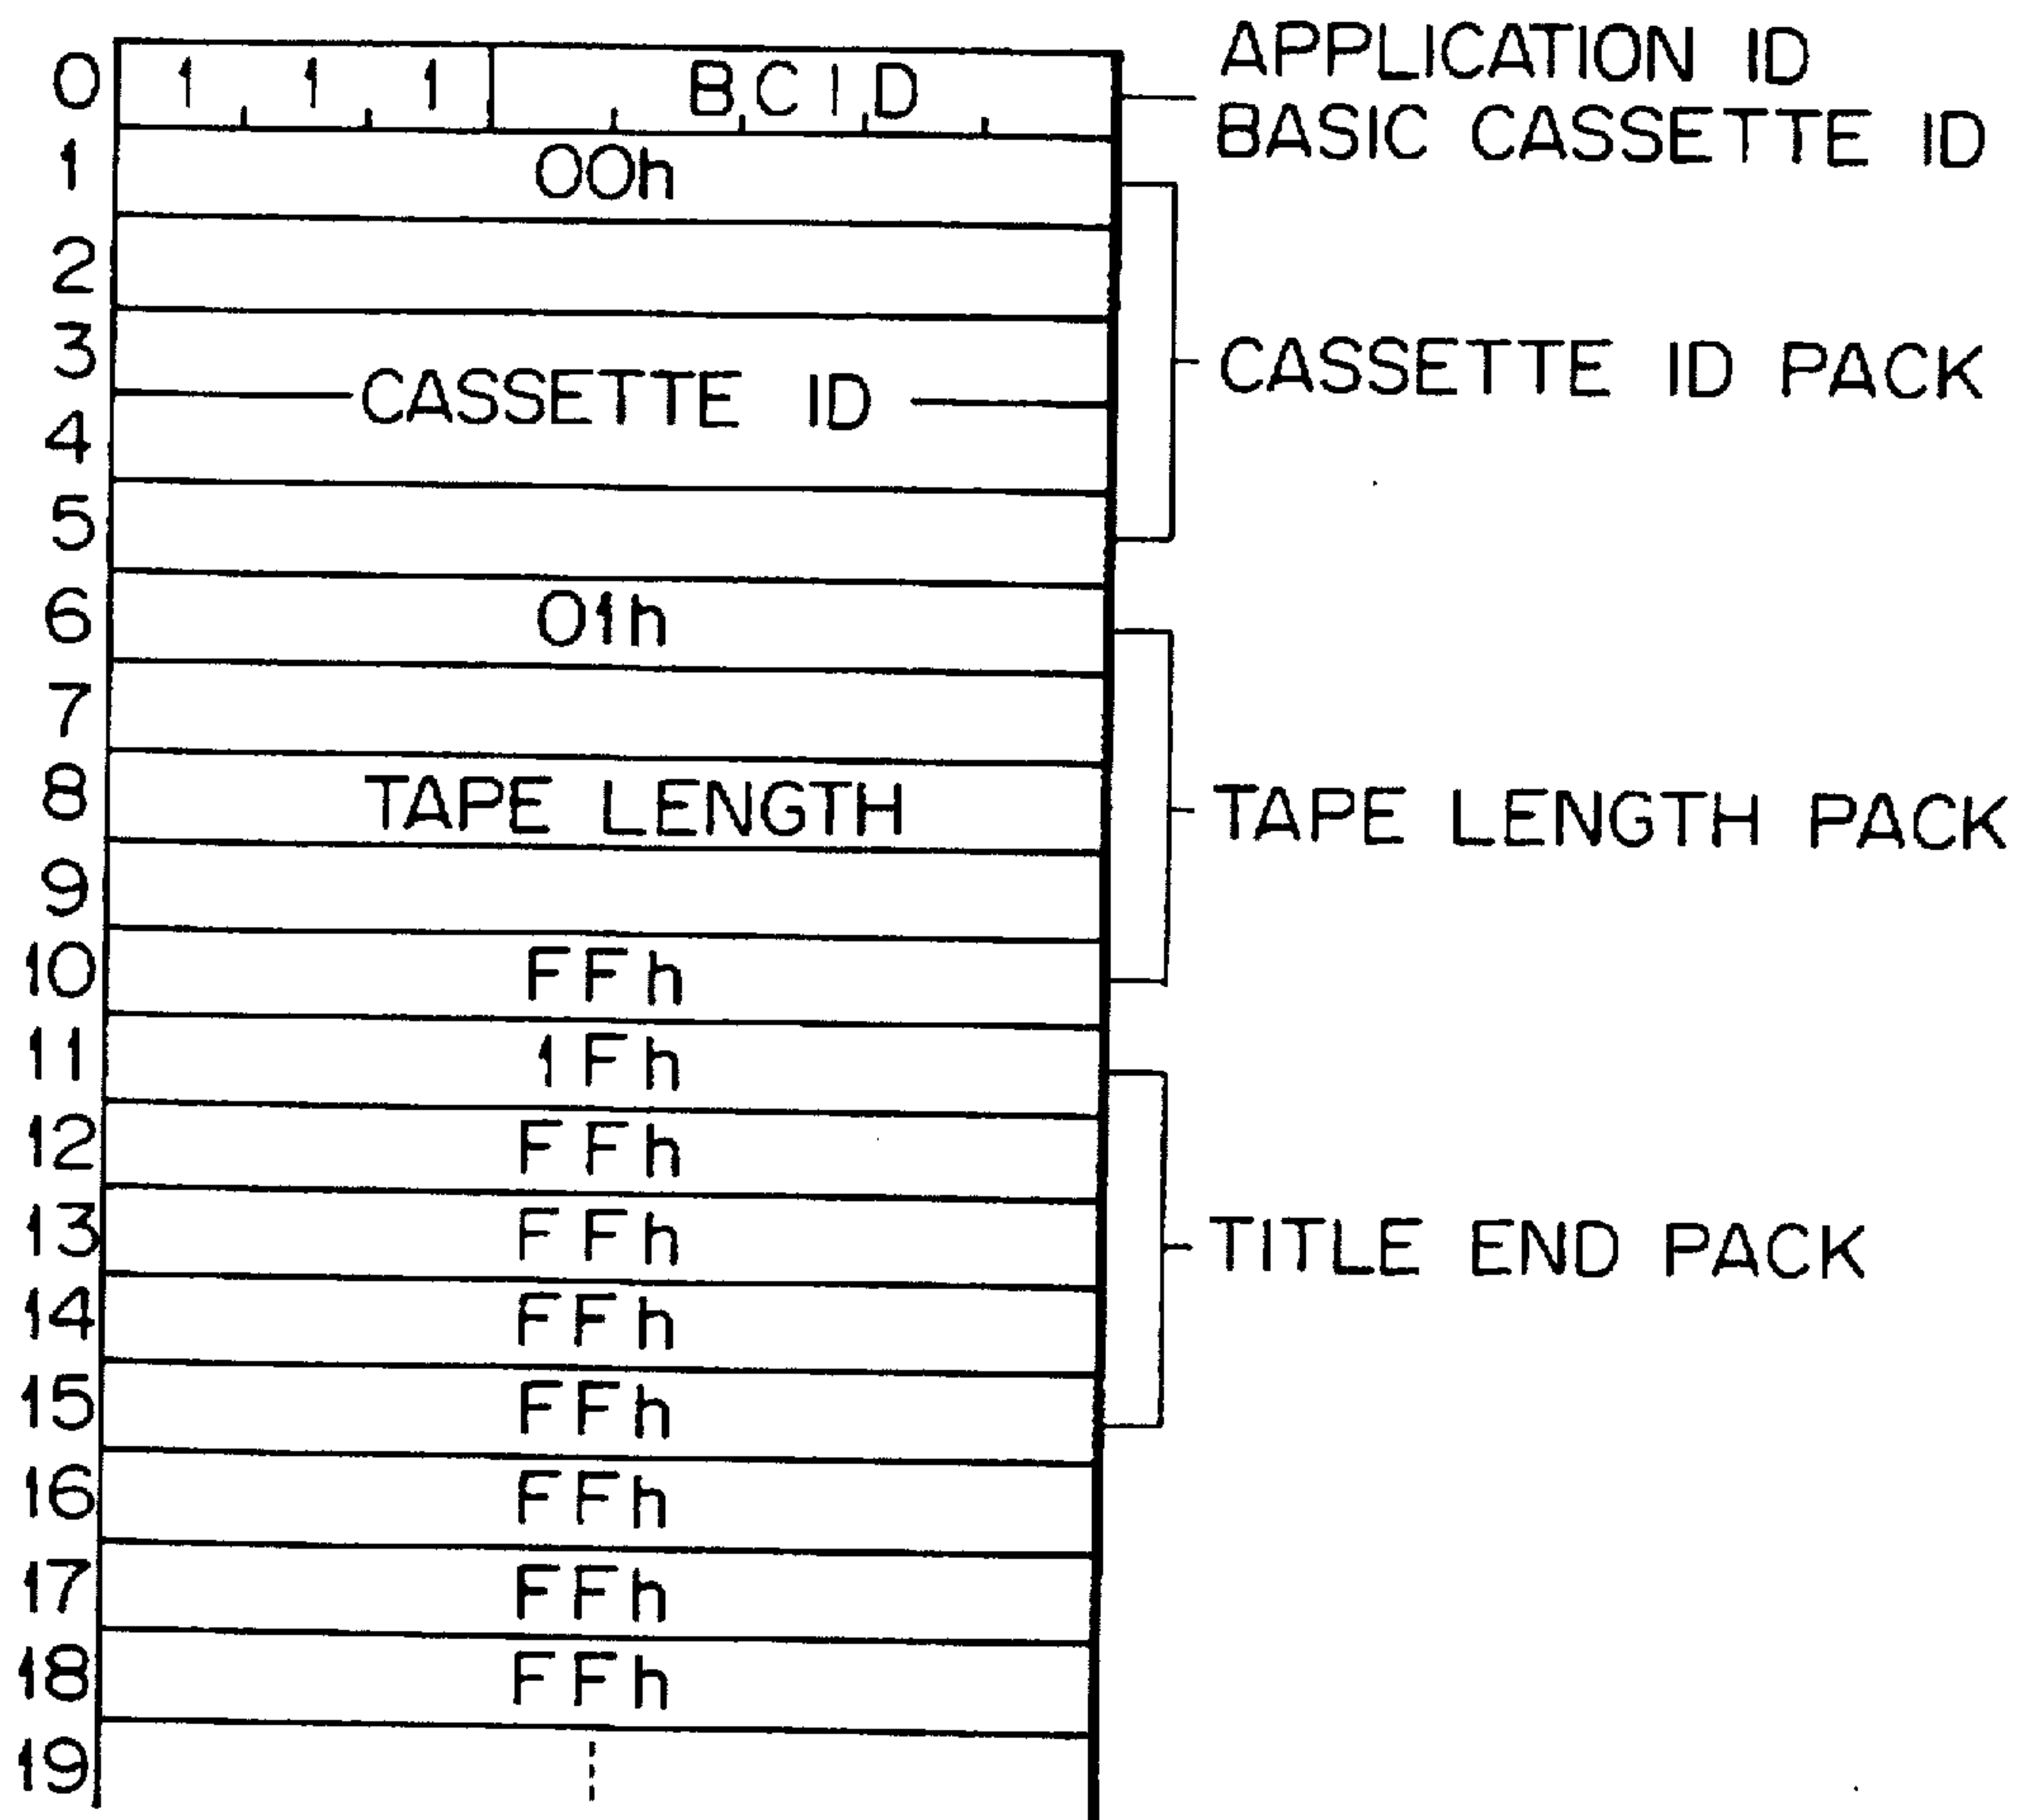 APPLICATION ID
0 1 1 1 BCID
BASIC CASSETTE ID
1 00h
2
3
CASSETTE ID
CASSETTE ID PACK
4
5
6 01h
7
8 TAPE LENGTH
TAPE LENGTH PACK
9
10 FFh
11 1Fh
12 FFh
13 FFh
TITLE END PACK
14 FFh
15 FFh
16 FFh
17 FFh
18 FFh
19